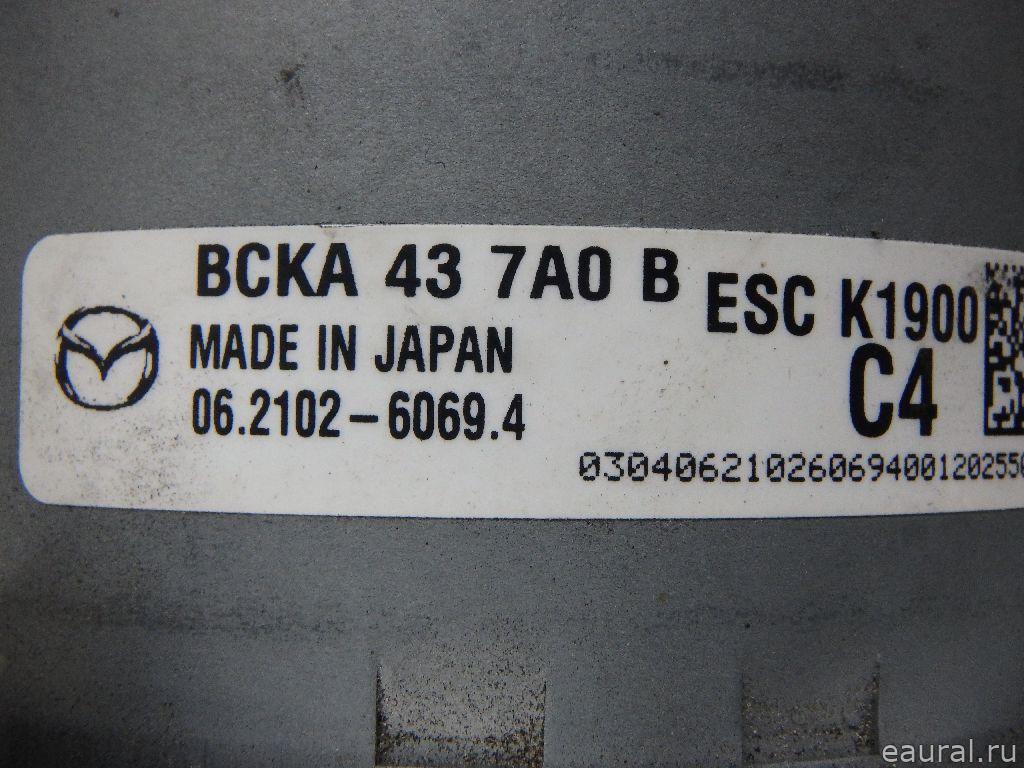 BCKA 43 7A0 B
ESC K1900
MADE IN JAPAN
C4
06.2102-6069.4
030406210260694001202550
eaural.ru